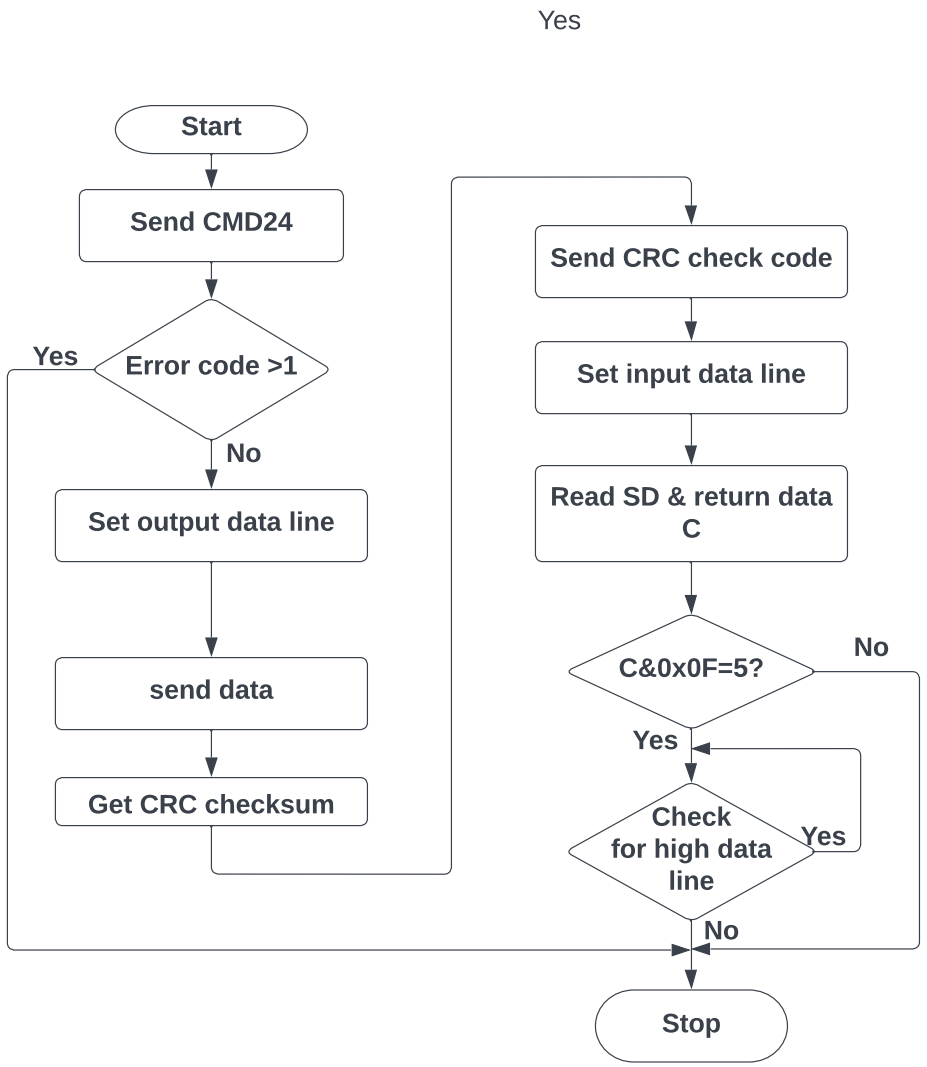 Yes
Start
Send CMD24
Yes
Error code >1
No
Set output data line
send data
Get CRC checksum
Send CRC check code
Set input data line
Read SD & return data
C
C&0x0F=5?
No
Yes
Check
for high data
line
Yes
No
Stop